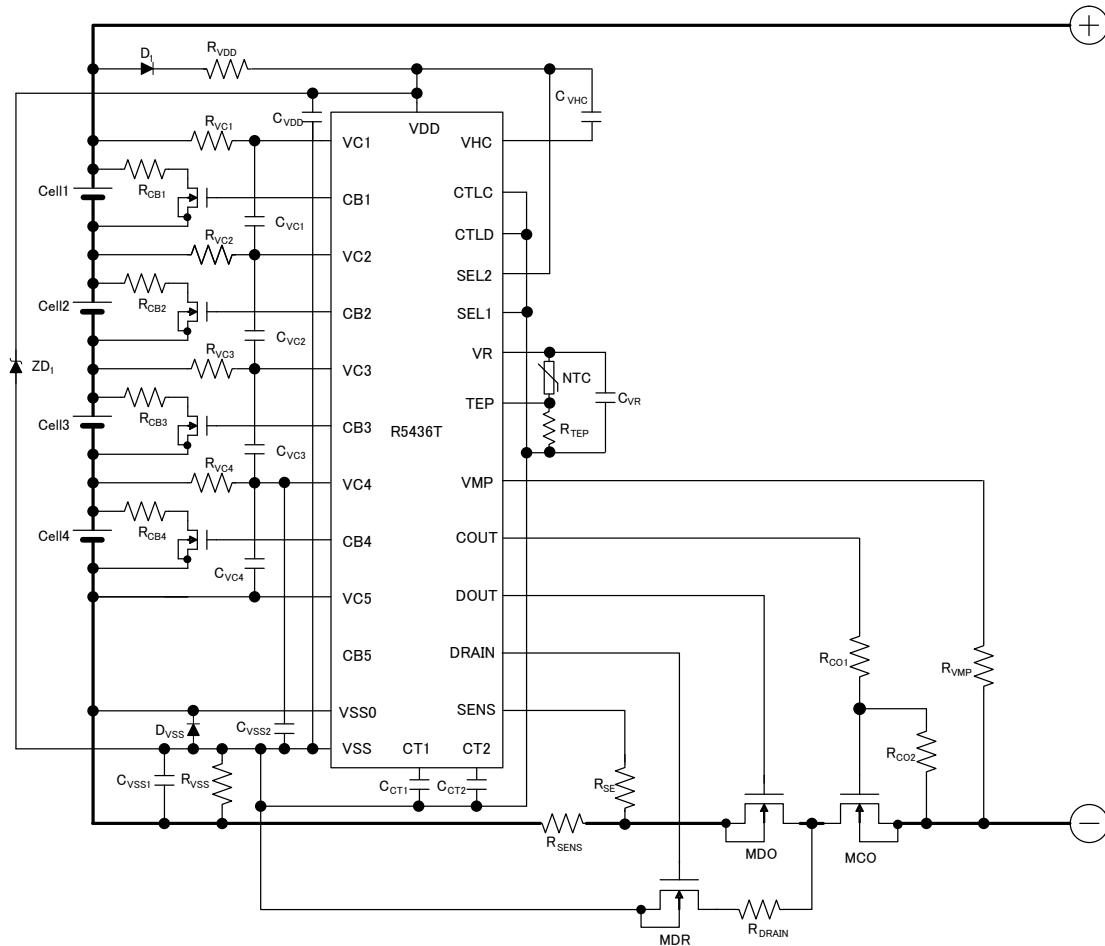 +
D1
RVDD
CVHC
CVDD
VDD
RVC1
VC1
VHC
Cell1
RCB1
CB1
CTLC
CVC1
CTLD
RVC2
VC2
SEL2
Cell2
RCB2
CB2
SEL1
CVC2
ZD1
RVC3
VC3
VR
NTC
CVR
TEP
Cell3
RCB3
CB3
R5436T
RTEP
CVC3
RVC4
VC4
VMP
Cell4
RCB4
CB4
COUT
CVC4
VC5
DOUT
CB5
DRAIN
RCO1
RVMP
VSS0
SENS
DVSS
CVSS2
VSS
CT1
CT2
RCO2
CVSS1
RVSS
CCT1
CCT2
RSE
RSENS
MDO
MCO
−
MDR
RDRAIN